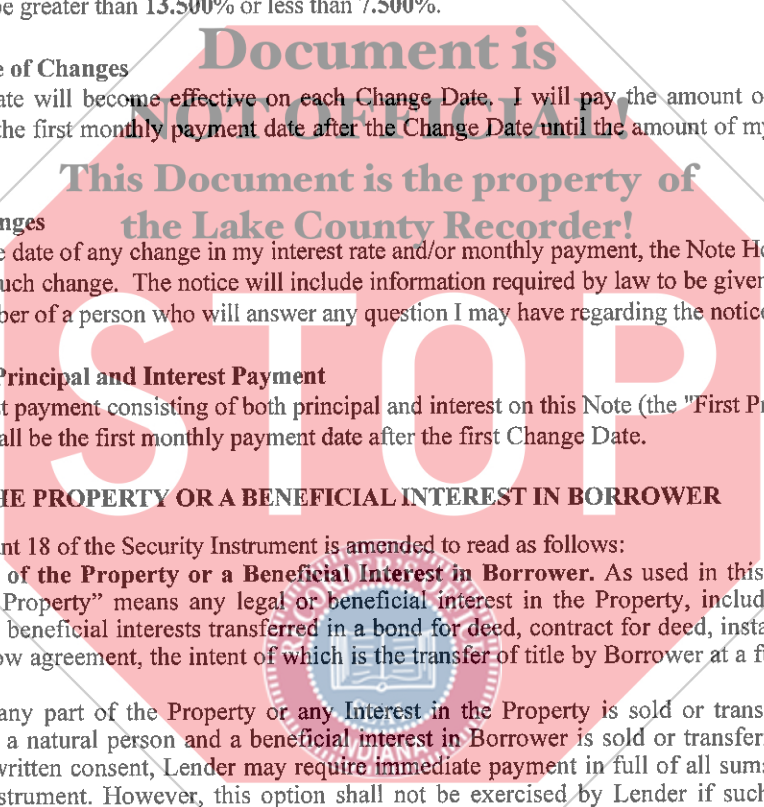 be greater than 13.500% or less than 7.500%.
Document is
e of Changes
ate will become effective on each Change Date. I will pay the amount o
NOT OFFICIAL!
the first monthly payment date after the Change Date until the amount of my
This Document is the property of
the Lake County Recorder!
nges
e date of any change in my interest rate and/or monthly payment, the Note Ho
uch change. The notice will include information required by law to be given
ber of a person who will answer any question I may have regarding the notice
STOP
Principal and Interest Payment
t payment consisting of both principal and interest on this Note (the "First Pr
all be the first monthly payment date after the first Change Date.
HE PROPERTY OR A BENEFICIAL INTEREST IN BORROWER
nt 18 of the Security Instrument is amended to read as follows:
of the Property or a Beneficial Interest in Borrower. As used in this
Property” means any legal or beneficial interest in the Property, includ
beneficial interests transferred in a bond for deed, contract for deed, insta
ow agreement, the intent of which is the transfer of title by Borrower at a f
any part of the Property or any Interest in the Property is sold or trans
a natural person and a beneficial interest in Borrower is sold or transfer
written consent, Lender may require immediate payment in full of all sum
strument. However, this option shall not be exercised by Lender if such
INDIANA